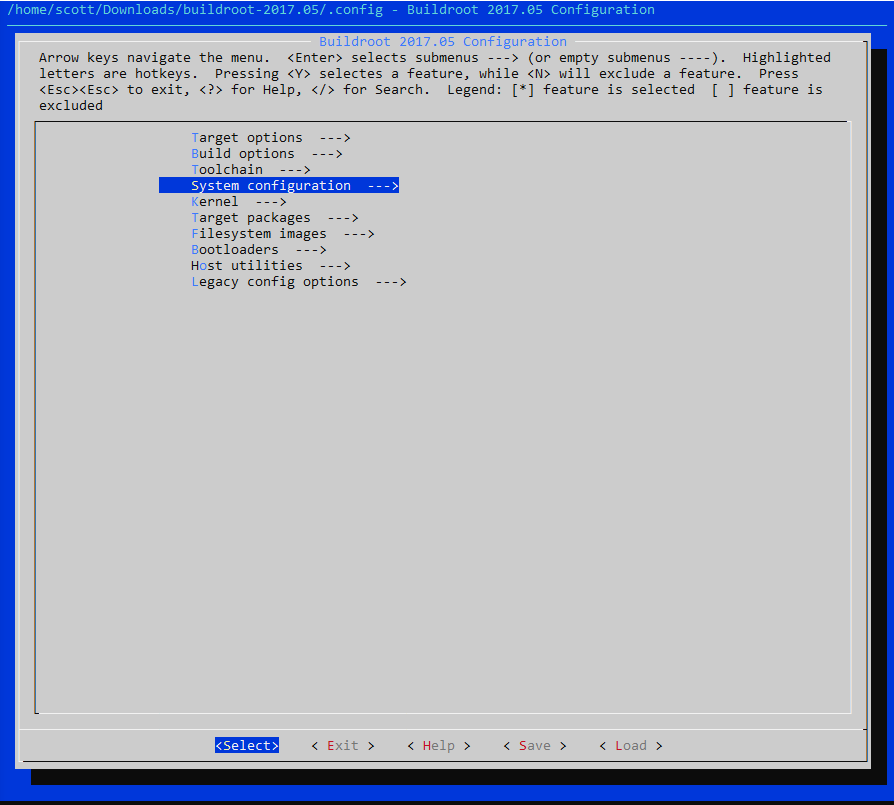 /home/scott/Downloads/buildroot-2017.05/.config - Buildroot 2017.05 Configuration
Buildroot 2017.05 Configuration
Arrow keys navigate the menu.  <Enter> selects submenus ---> (or empty submenus ----).  Highlighted
letters are hotkeys.  Pressing <Y> selectes a feature, while <N> will exclude a feature.  Press
<Esc><Esc> to exit, <?> for Help, </> for Search.  Legend: [*] feature is selected  [ ] feature is
excluded
Target options  --->
Build options  --->
Toolchain  --->
System configuration  --->
Kernel  --->
Target packages  --->
Filesystem images  --->
Bootloaders  --->
Host utilities  --->
Legacy config options  --->
<Select>    < Exit >    < Help >    < Save >    < Load >